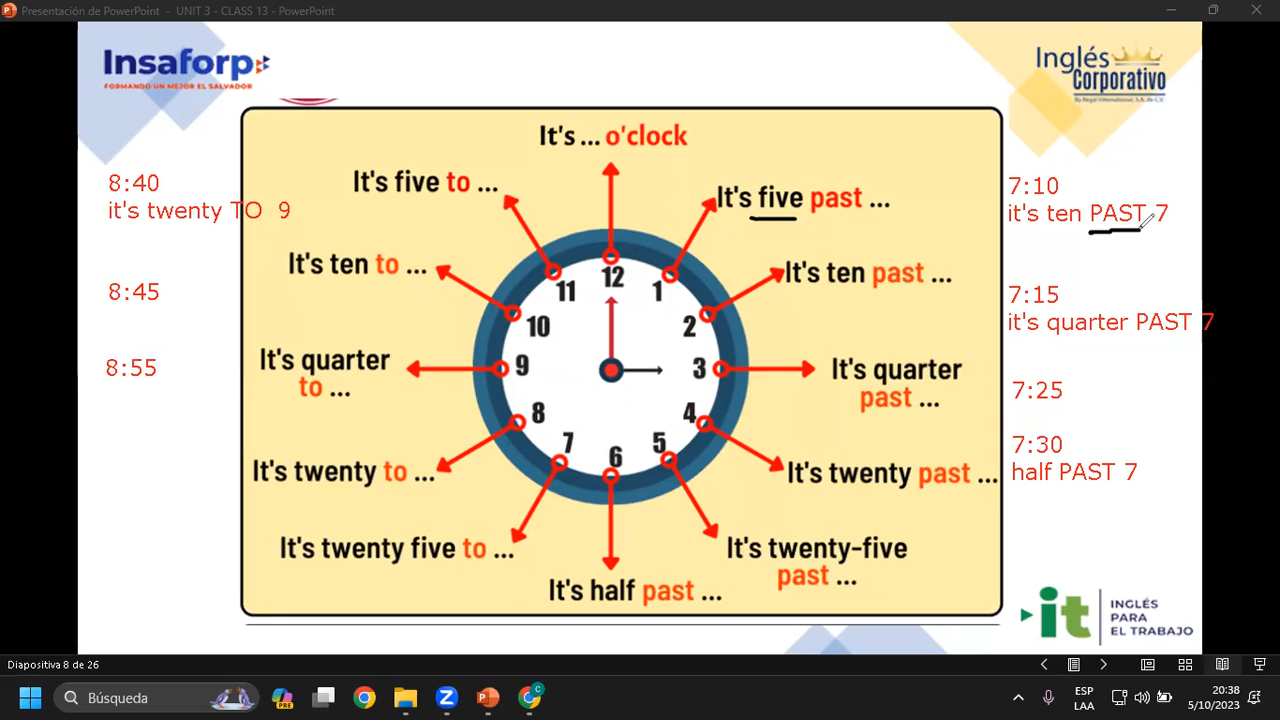 Presentación de PowerPoint - UNIT 3 - CLASS 13 - PowerPoint
Insaforp
FORMANDO UN MEJOR EL SALVADOR
Inglés
Corporativo
By Regal International, S.A. de C.V.
It's ... o'clock
It's five to ...
It's five past ...
It's ten to ...
It's ten past ...
It's quarter
to ...
It's quarter
past ...
It's twenty to ...
It's twenty past ...
It's twenty five to ...
It's twenty-five
past ...
It's half past ...
12
1
2
3
4
5
6
7
8
9
10
11
8:40
it's twenty TO 9
8:45
8:55
7:10
it's ten PAST 7
7:15
it's quarter PAST 7
7:25
7:30
half PAST 7
it
INGLÉS
PARA
EL TRABAJO
Diapositiva 8 de 26
Búsqueda
PRE
C
ESP
LAA
20:38
5/10/2023